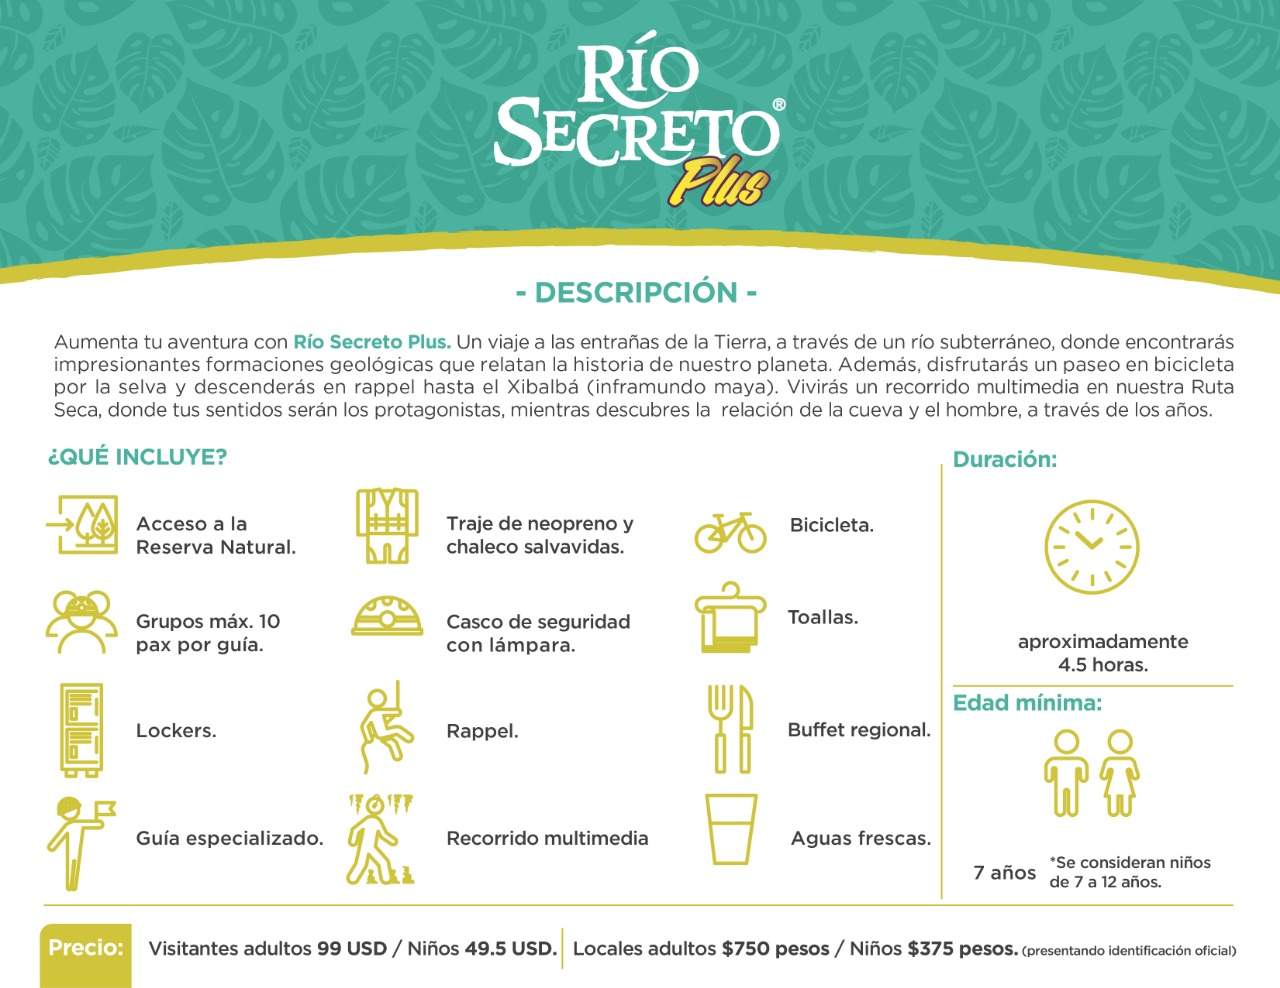 RÍO
SECRETO®
Plus
- DESCRIPCIÓN -
Aumenta tu aventura con Río Secreto Plus. Un viaje a las entrañas de la Tierra, a través de un río subterráneo, donde encontrarás
impresionantes formaciones geológicas que relatan la historia de nuestro planeta. Además, disfrutarás un paseo en bicicleta
por la selva y descenderás en rappel hasta el Xibalbá (inframundo maya). Vivirás un recorrido multimedia en nuestra Ruta
Seca, donde tus sentidos serán los protagonistas, mientras descubres la relación de la cueva y el hombre, a través de los años.
¿QUÉ INCLUYE?
Acceso a la
Reserva Natural.
Traje de neopreno y
chaleco salvavidas.
Bicicleta.
Grupos máx. 10
pax por guía.
Casco de seguridad
con lámpara.
Toallas.
Lockers.
Rappel.
Buffet regional.
Guía especializado.
Recorrido multimedia
Aguas frescas.
Duración:
aproximadamente
4.5 horas.
Edad mínima:
7 años
*Se consideran niños
de 7 a 12 años.
Precio:
Visitantes adultos 99 USD / Niños 49.5 USD.
Locales adultos $750 pesos / Niños $375 pesos. (presentando identificación oficial)